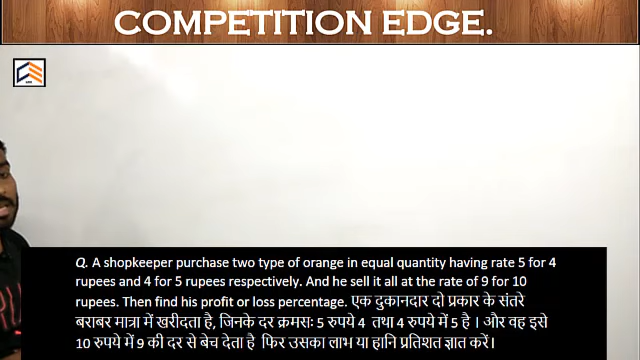 COMPETITION EDGE.
Q. A shopkeeper purchase two type of orange in equal quantity having rate 5 for 4
rupees and 4 for 5 rupees respectively. And he sell it all at the rate of 9 for 10
rupees. Then find his profit or loss percentage. एक दुकानदार दो प्रकार के संतरे
बराबर मात्रा में खरीदता है, जिनके दर क्रमसः 5 रुपये 4 तथा 4 रुपये में 5 है । और वह इसे
10 रुपये में 9 की दर से बेच देता है फिर उसका लाभ या हानि प्रतिशत ज्ञात करें।